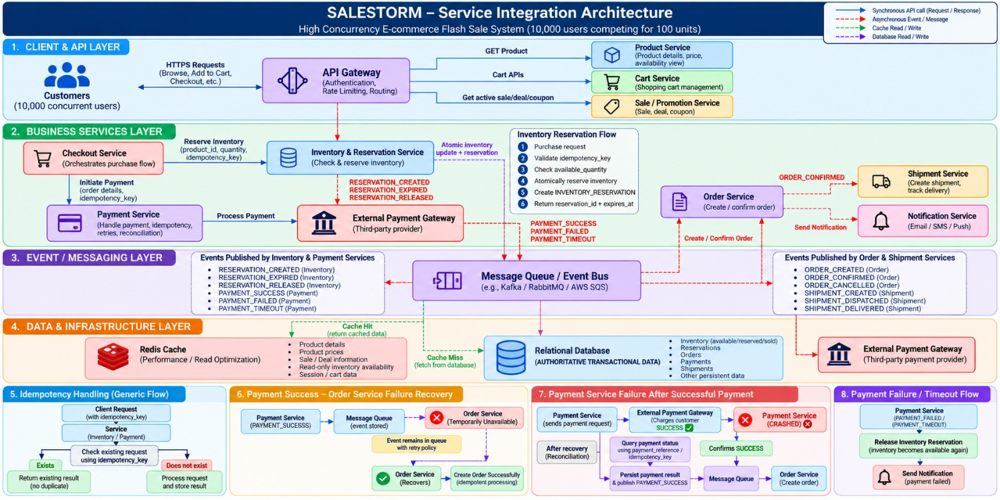 SALESTORM – Service Integration Architecture
High Concurrency E-commerce Flash Sale System (10,000 users competing for 100 units)
Synchronous API call (Request / Response)
Asynchronous Event / Message
Cache Read / Write
Database Read / Write
1. CLIENT & API LAYER
Customers
(10,000 concurrent users)
HTTPS Requests
(Browse, Add to Cart,
Checkout, etc.)
API Gateway
(Authentication,
Rate Limiting, Routing)
GET Product
Cart APIs
Get active sale/deal/coupon
Product Service
(Product details, price,
availability view)
Cart Service
(Shopping cart management)
Sale / Promotion Service
(Sale, deal, coupon)
2. BUSINESS SERVICES LAYER
Checkout Service
(Orchestrates purchase flow)
Reserve Inventory
(product_id, quantity,
idempotency_key)
Inventory & Reservation Service
(Check & reserve inventory)
Atomic inventory
update + reservation
Initiate Payment
(order details,
idempotency_key)
RESERVATION_CREATED
RESERVATION_EXPIRED
RESERVATION_RELEASED
Payment Service
(Handle payment, idempotency,
retries, reconciliation)
Process Payment
External Payment Gateway
(Third-party provider)
PAYMENT_SUCCESS
PAYMENT_FAILED
PAYMENT_TIMEOUT
Inventory Reservation Flow
1 Purchase request
2 Validate idempotency_key
3 Check available_quantity
4 Atomically reserve inventory
5 Create INVENTORY_RESERVATION
6 Return reservation_id + expires_at
Order Service
(Create / confirm order)
ORDER_CONFIRMED
Send Notification
Create / Confirm Order
Shipment Service
(Create shipment,
track delivery)
Notification Service
(Email / SMS / Push)
3. EVENT / MESSAGING LAYER
Events Published by Inventory & Payment Services
• RESERVATION_CREATED (Inventory)
• RESERVATION_EXPIRED (Inventory)
• RESERVATION_RELEASED (Inventory)
• PAYMENT_SUCCESS (Payment)
• PAYMENT_FAILED (Payment)
• PAYMENT_TIMEOUT (Payment)
Message Queue / Event Bus
(e.g., Kafka / RabbitMQ / AWS SQS)
Events Published by Order & Shipment Services
• ORDER_CREATED (Order)
• ORDER_CONFIRMED (Order)
• ORDER_CANCELLED (Order)
• SHIPMENT_CREATED (Shipment)
• SHIPMENT_DISPATCHED (Shipment)
• SHIPMENT_DELIVERED (Shipment)
4. DATA & INFRASTRUCTURE LAYER
Cache Hit
(return cached data)
Redis Cache
(Performance / Read Optimization)
• Product details
• Product prices
• Sale / Deal information
• Read-only inventory availability
• Session / cart data
Cache Miss
(fetch from database)
Relational Database
(AUTHORITATIVE TRANSACTIONAL DATA)
• Inventory (available/reserved/sold)
• Reservations
• Orders
• Payments
• Shipments
• Other persistent data
External Payment Gateway
(Third-party payment provider)
5. Idempotency Handling (Generic Flow)
Client Request
(with idempotency_key)
Service
(Inventory / Payment)
Check existing request
using idempotency_key
Exists
Does not exist
Return existing result
(no duplicate)
Process request
and store result
6. Payment Success – Order Service Failure Recovery
Payment Service
(PAYMENT_SUCESSS)
Message Queue
(event stored)
Order Service
(Temporarily Unavailable)
Event remains in queue
with retry policy
Order Service
(Recovers)
Create Order Successfully
(idempotent processing)
7. Payment Service Failure After Successful Payment
Payment Service
(sends payment request)
External Payment Gateway
(Charges customer
SUCCESS
Payment Service
(CRASHED)
After recovery
(Reconciliation)
Query payment status
using payment_reference /
idempotency_key
Confirms SUCCESS
Persist payment result
& publish PAYMENT_SUCCESS
Message Queue
Order Service
(Create order)
8. Payment Failure / Timeout Flow
Payment Service
(PAYMENT_FAILED /
(PAYMENT_TIMEOUT)
Release Inventory Reservation
(inventory becomes available again)
Send Notification
(payment failed)